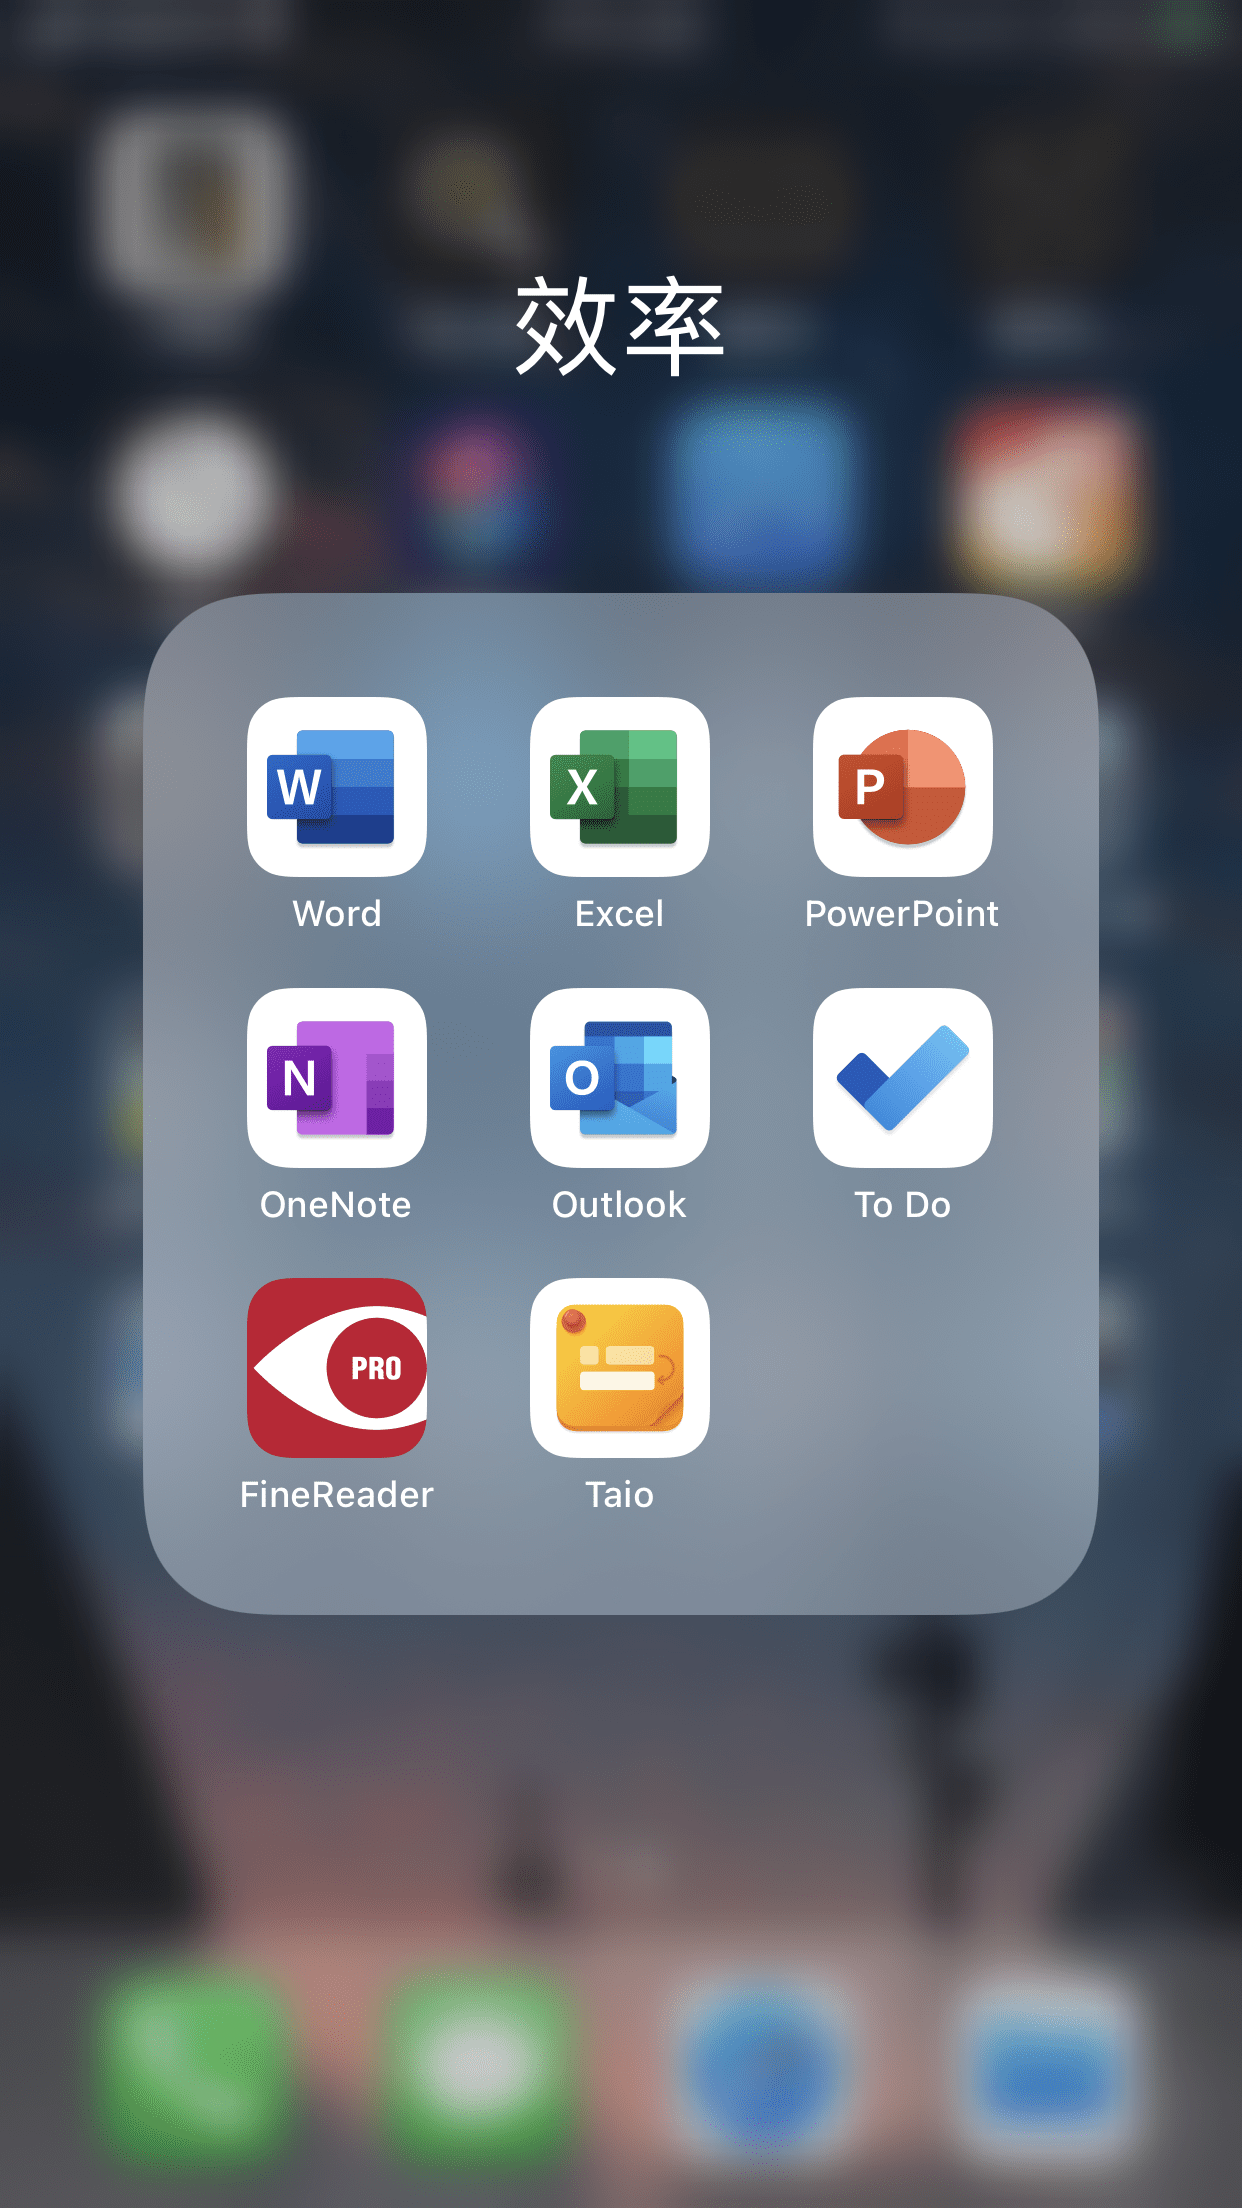 效率
W
X
P
Word
Excel
PowerPoint
N
O
OneNote
Outlook
To Do
PRO
FineReader
Taio